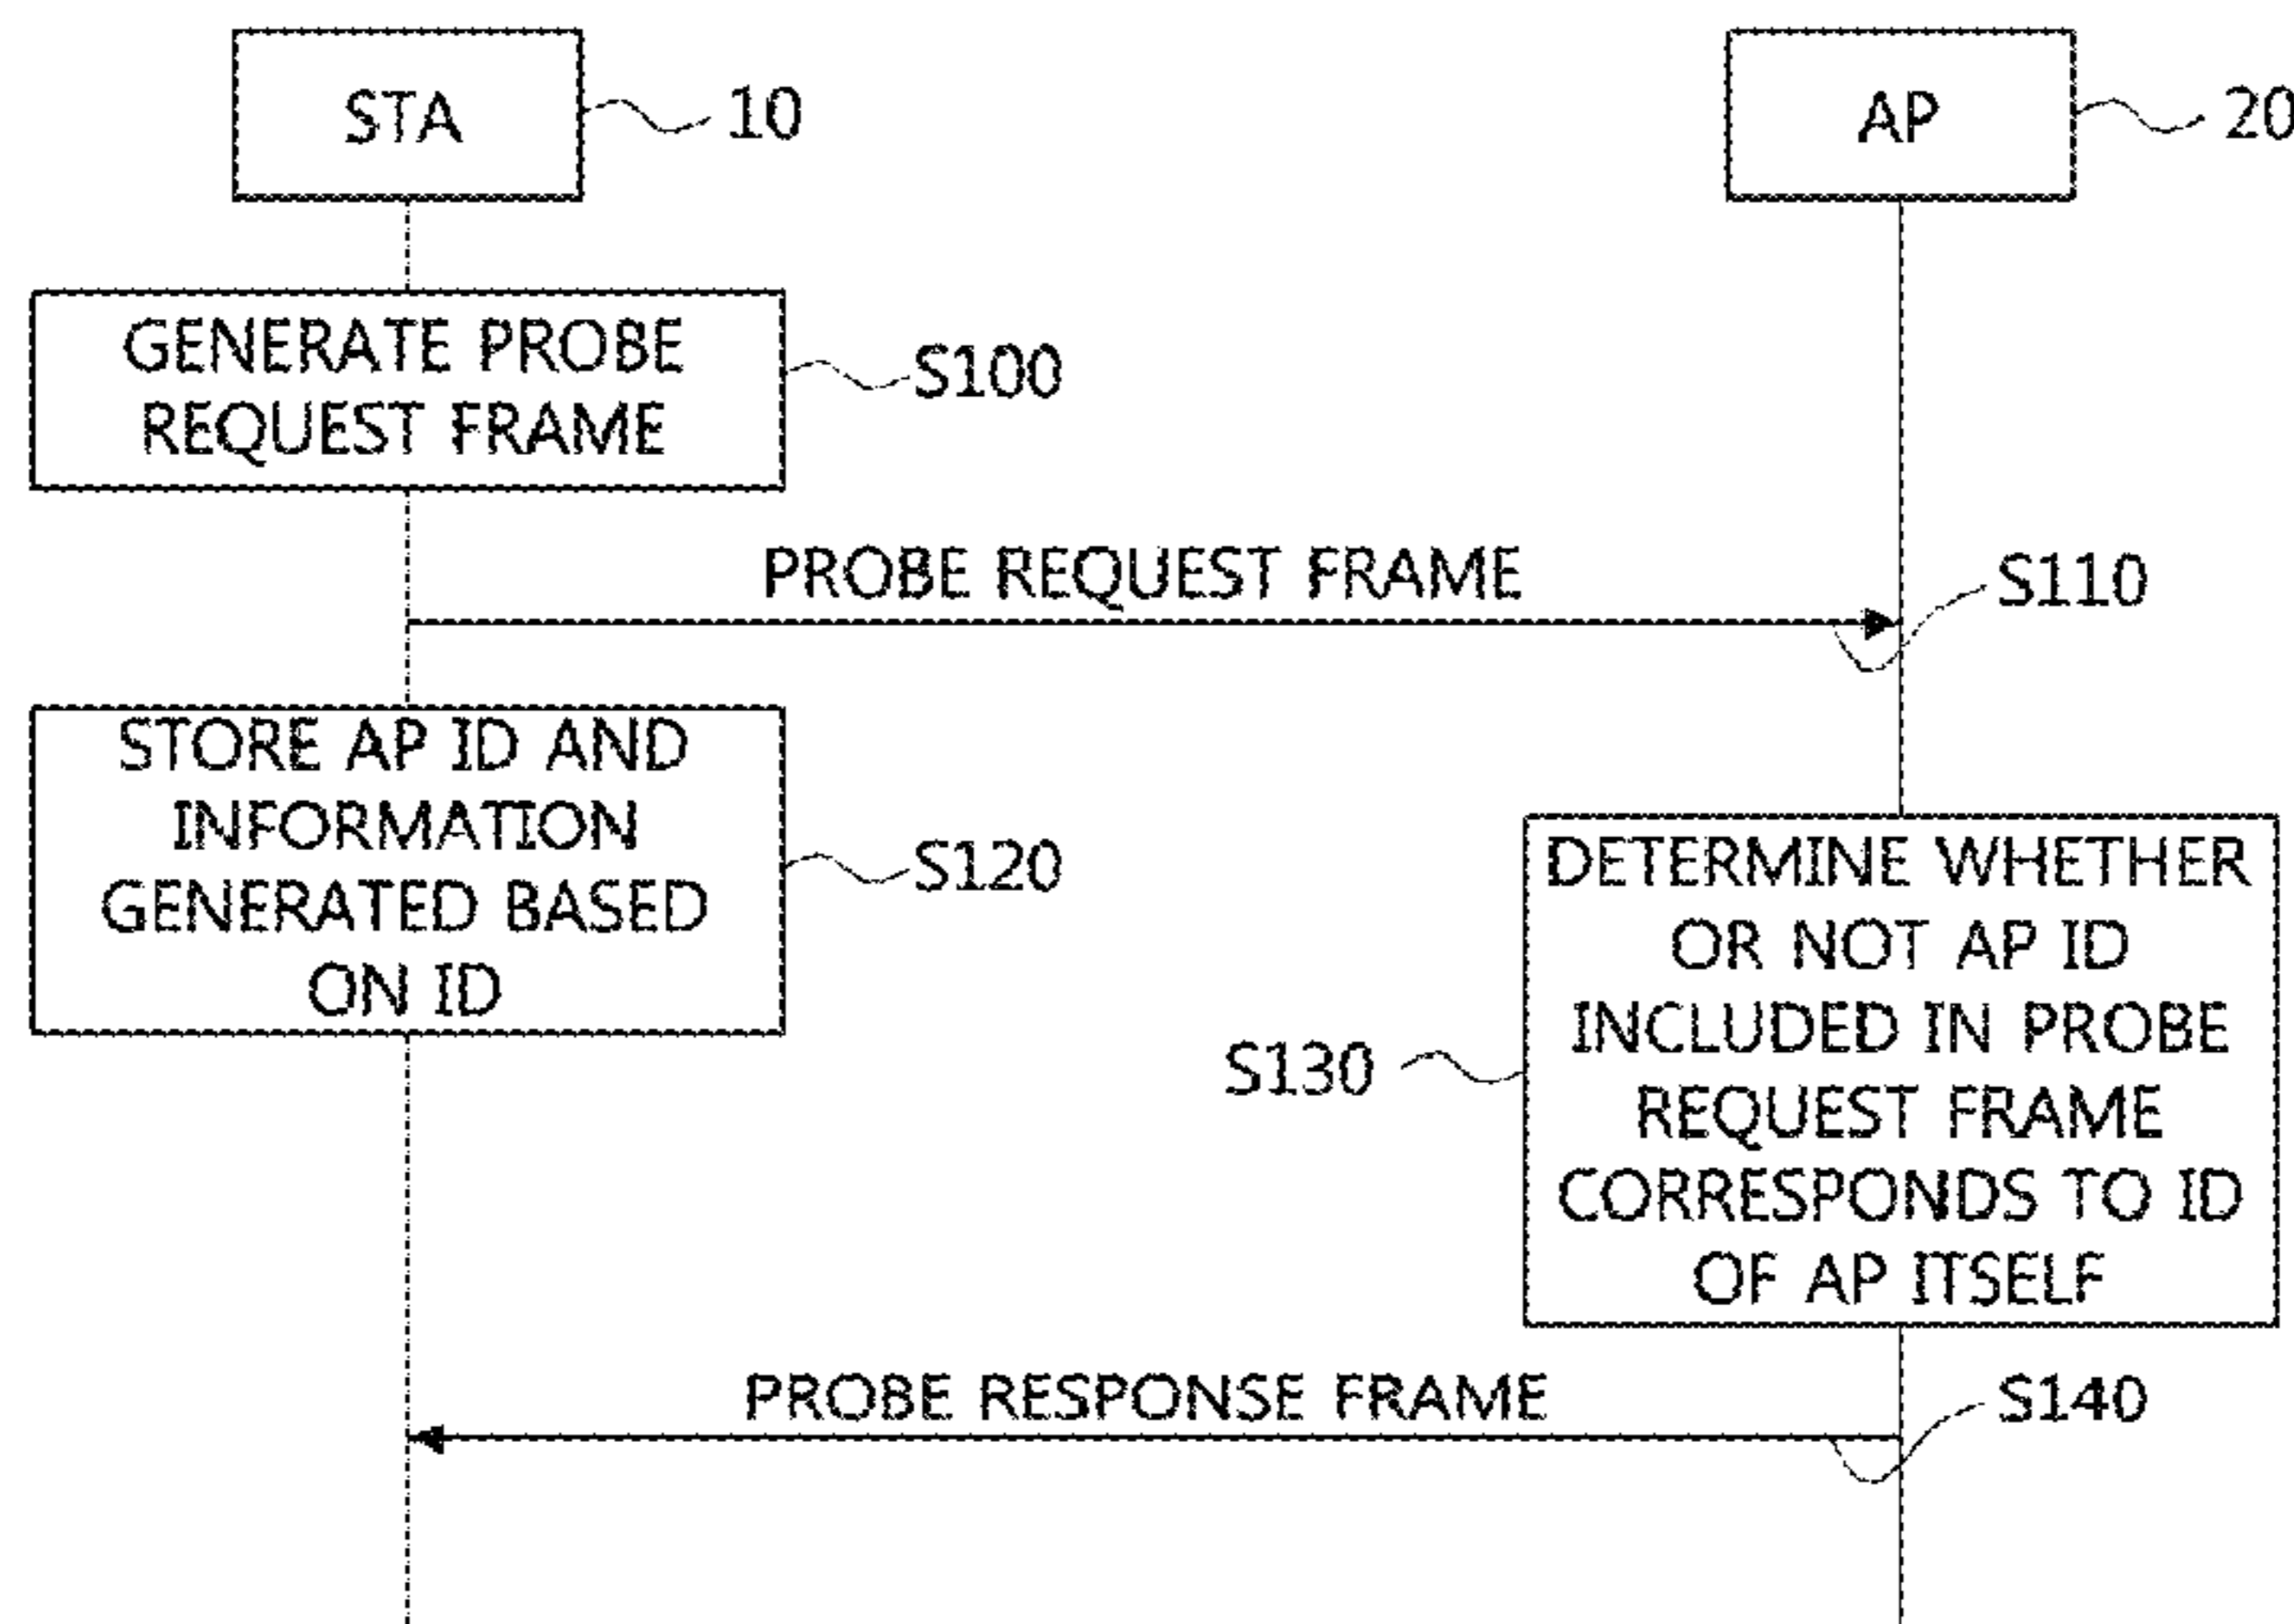 STA
10
AP
20
GENERATE PROBE
REQUEST FRAME
S100
PROBE REQUEST FRAME
S110
STORE AP ID AND
INFORMATION
GENERATED BASED
ON ID
S120
DETERMINE WHETHER
OR NOT AP ID
INCLUDED IN PROBE
REQUEST FRAME
CORRESPONDS TO ID
OF AP ITSELF
S130
PROBE RESPONSE FRAME
S140